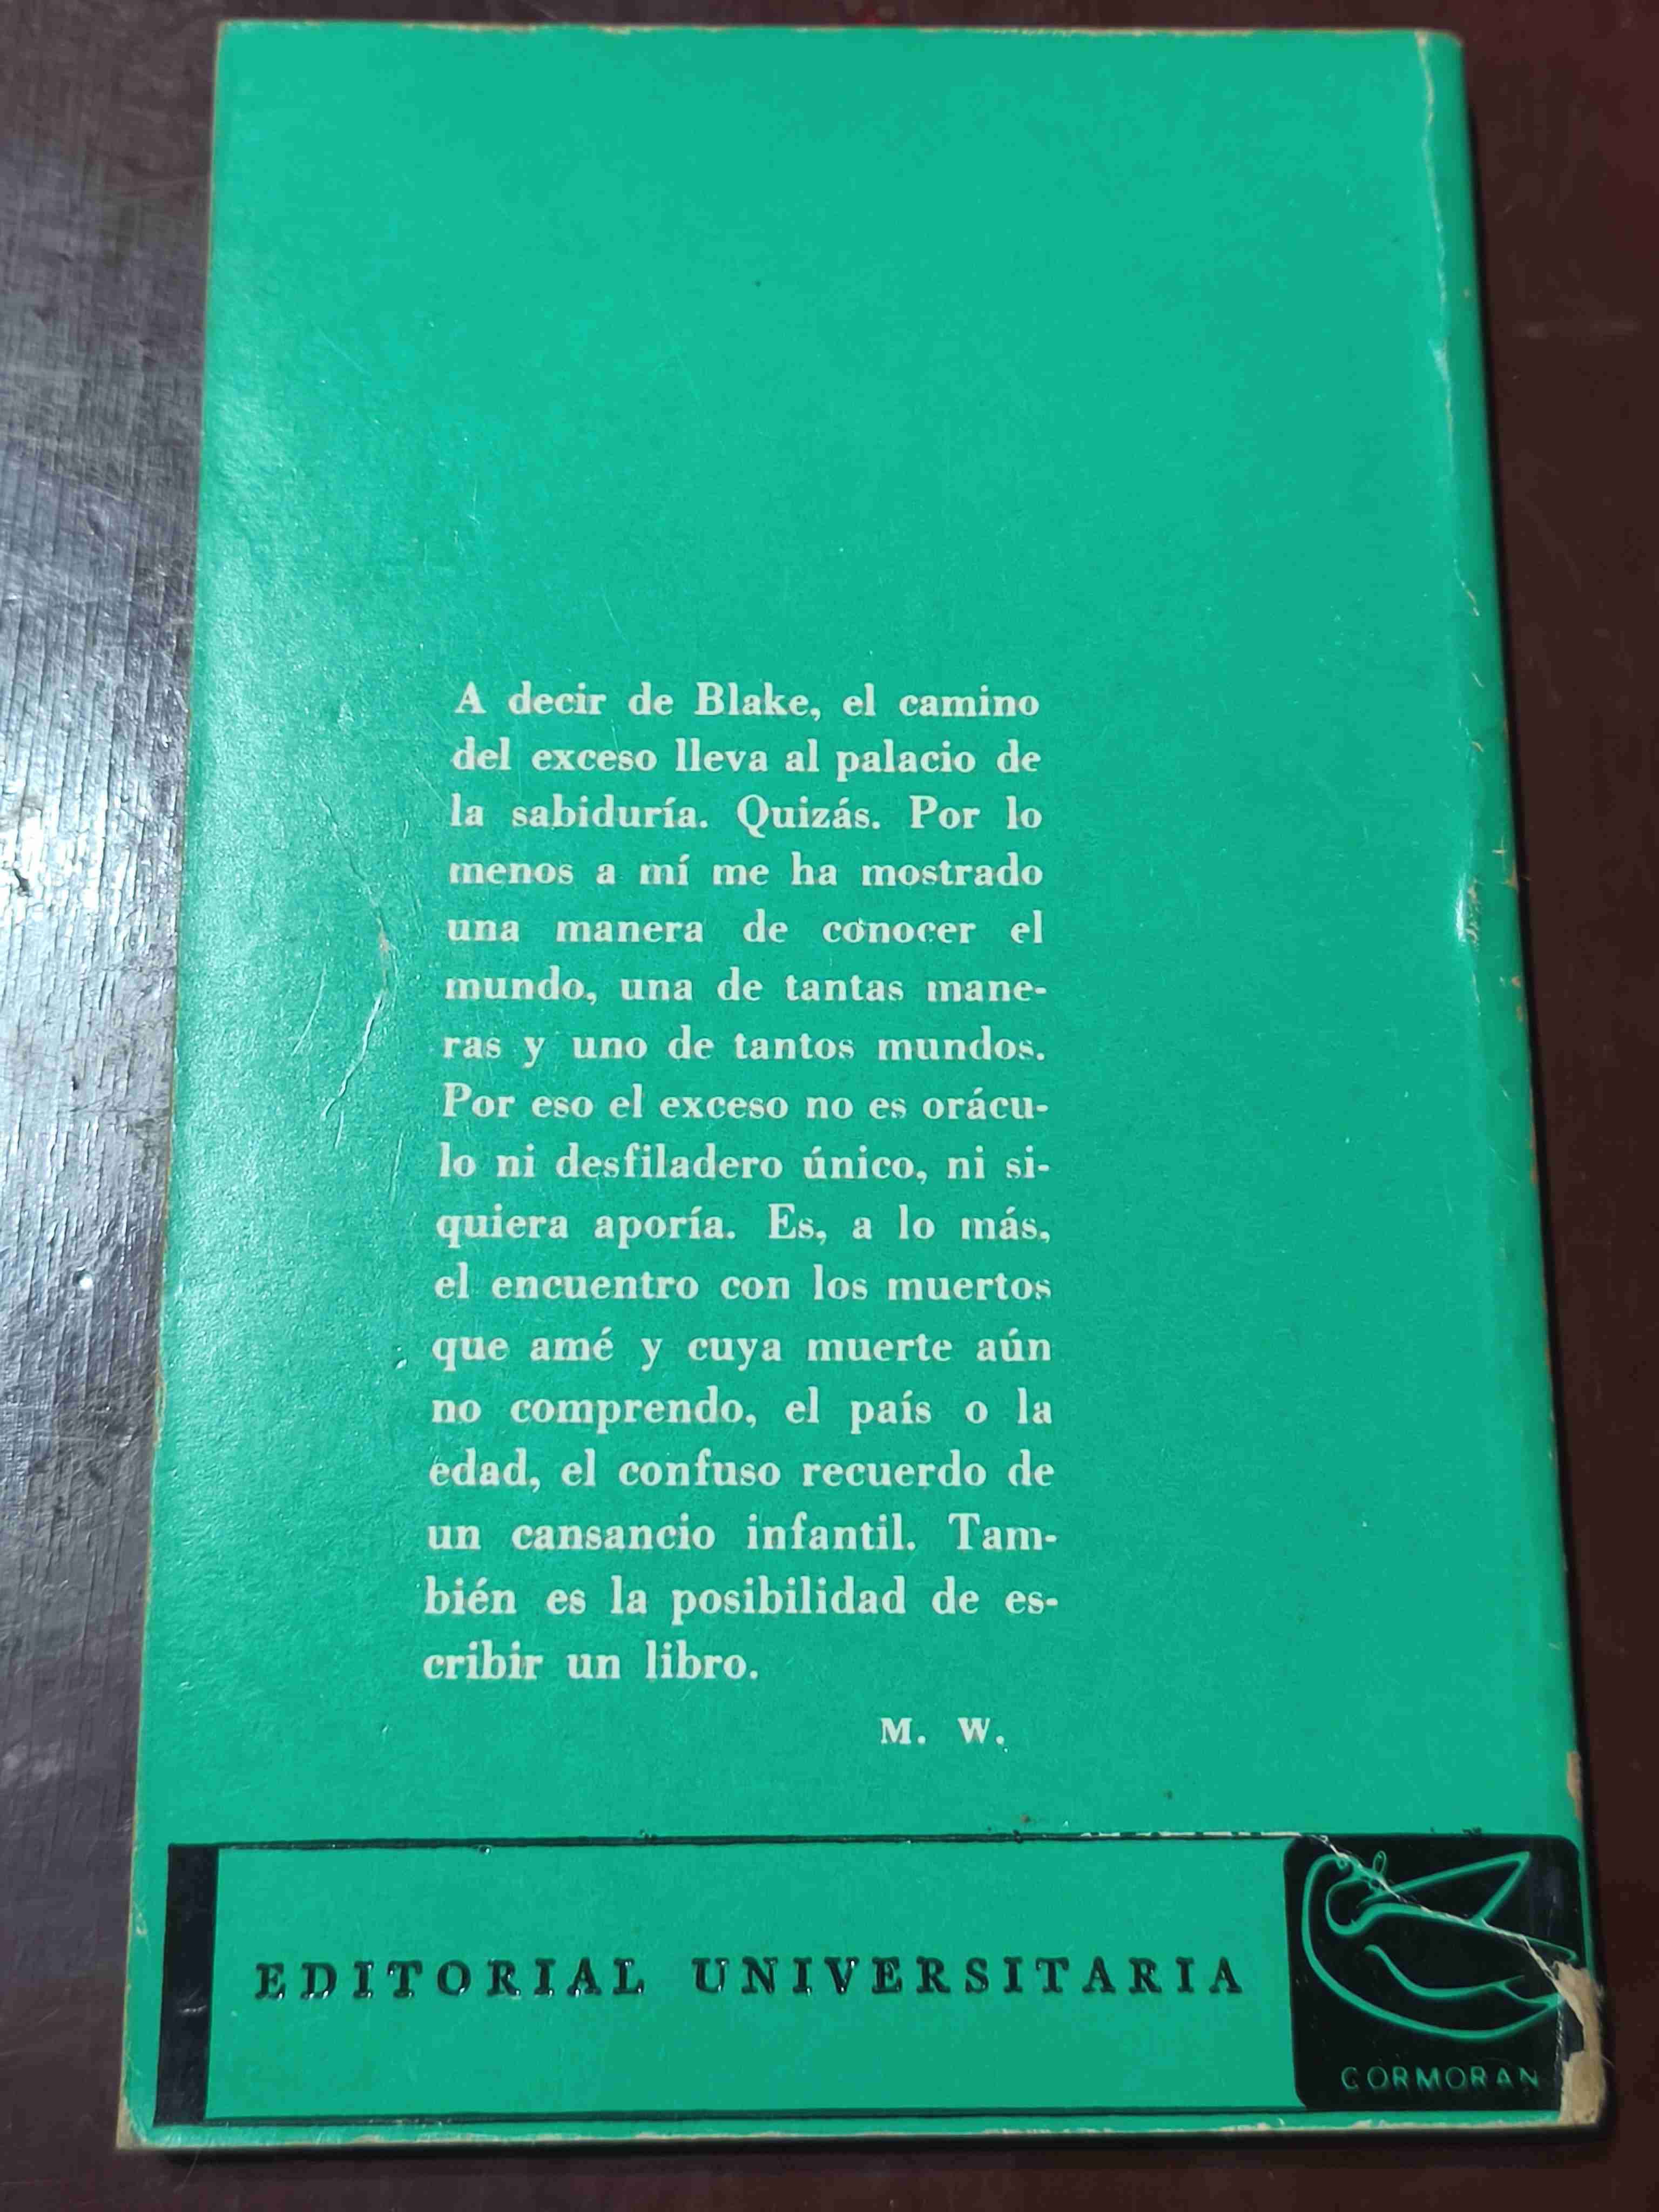 A decir de Blake, el camino
del exceso lleva al palacio de
la sabiduría. Quizás. Por lo
menos a mí me ha mostrado
una manera de conocer el
mundo, una de tantas mane-
ras y uno de tantos mundos.
Por eso el exceso no es orácu-
lo ni desfiladero único, ni si-
quiera aporía. Es, a lo más,
el encuentro con los muertos
que amé y cuya muerte aún
no comprendo, el país o la
edad, el confuso recuerdo de
un cansancio infantil. Tam-
bién es la posibilidad de es-
cribir un libro.
M. W.
EDITORIAL UNIVERSITARIA
CORMORAN